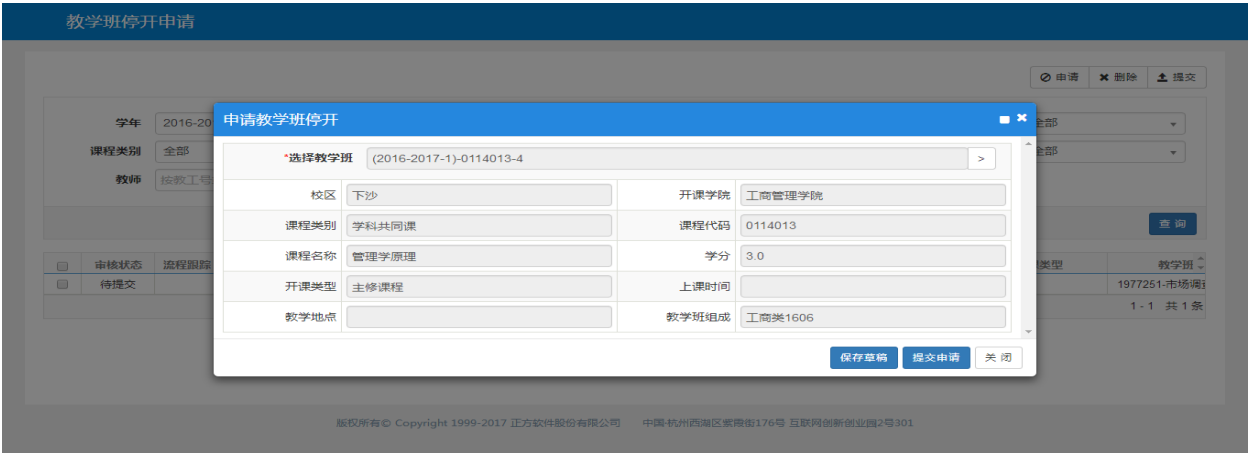 教学班停开申请
申请 删除 提交
学年 2016-20 全部
申请教学班停开
课程类别 全部 全部
*选择教学班 (2016-2017-1)-0114013-4 >
教师 按教工号
校区 下沙 开课学院 工商管理学院
课程类别 学科共同课 课程代码 0114013
查 询
课程名称 管理学原理 学分 3.0
审核状态 流程跟踪 类型 教学班
开课类型 主修课程 上课时间
待提交 1977251-市场调
教学地点 教学班组成 工商类1606
1 - 1 共 1 条
保存草稿 提交申请 关 闭
版权所有© Copyright 1999-2017 正方软件股份有限公司 中国·杭州西湖区紫霞街176号 互联网创新创业园2号301